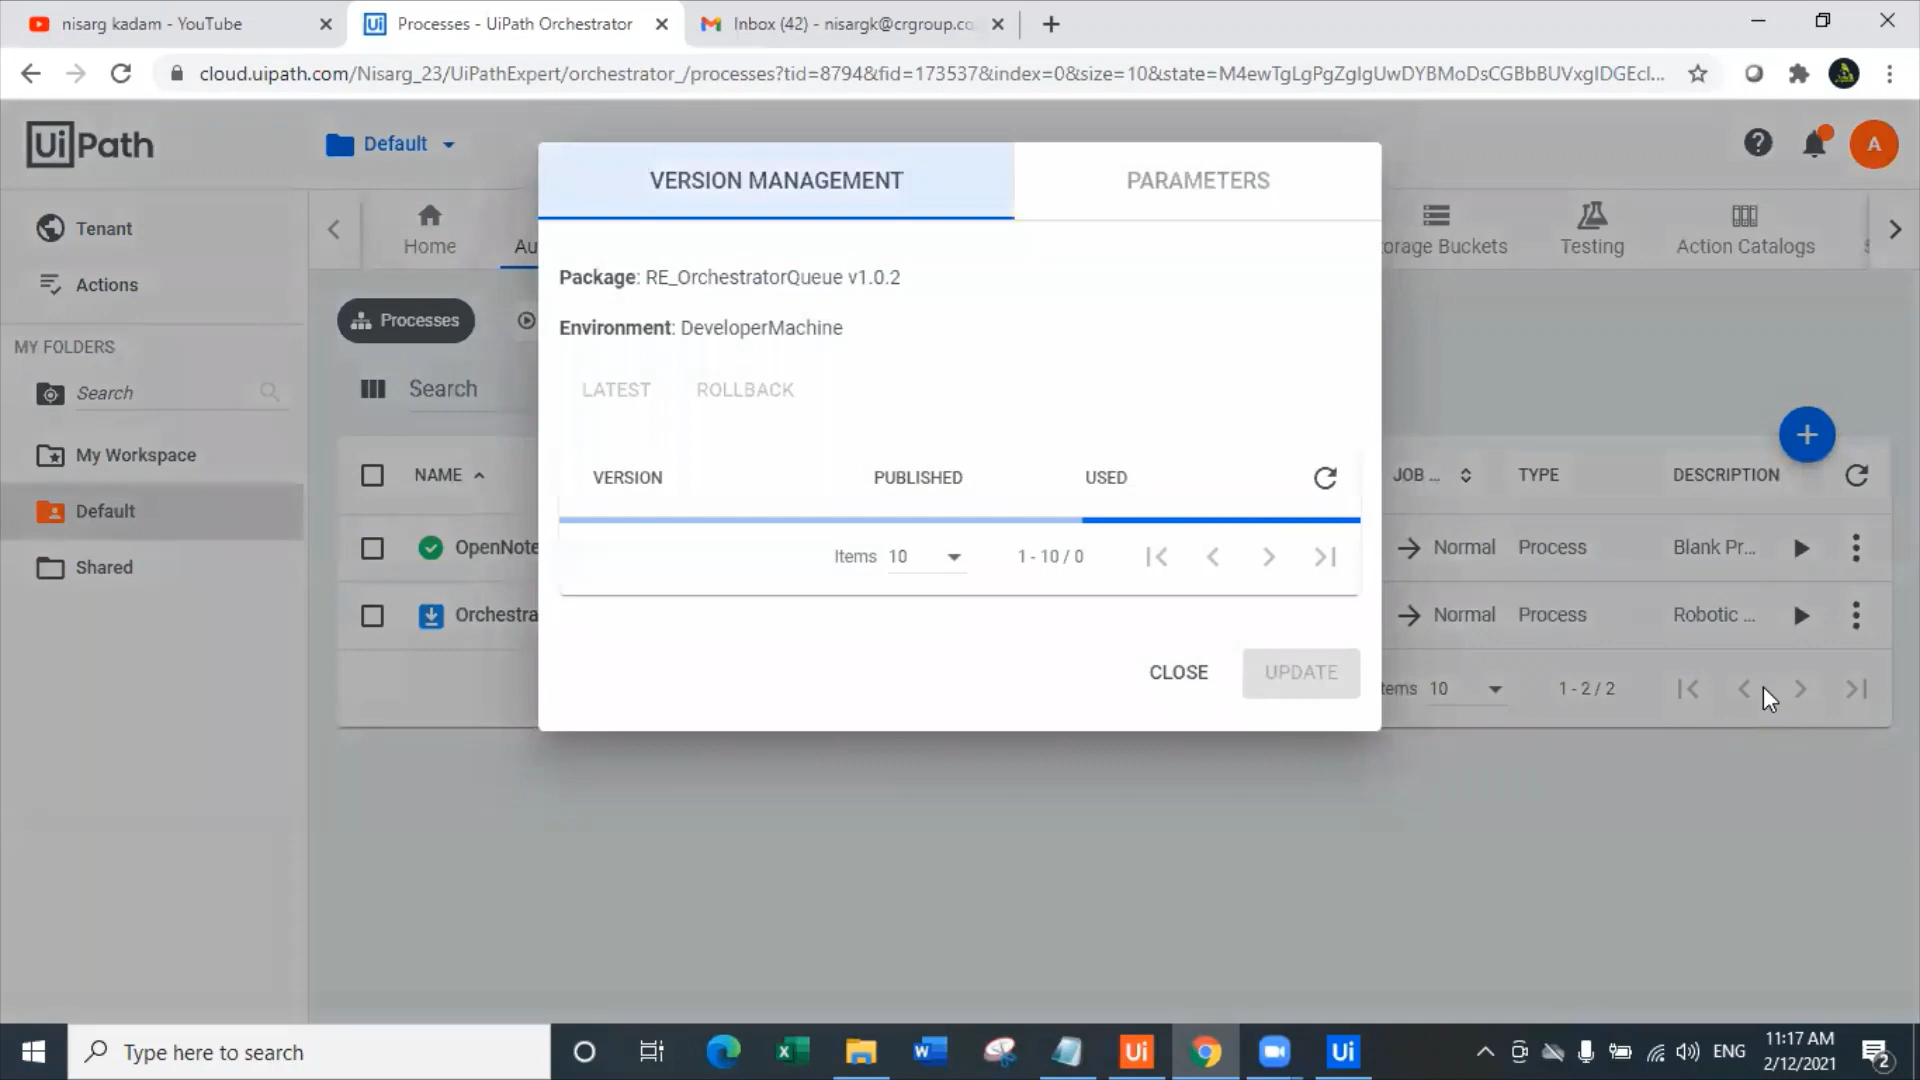 nisarg kadam - YouTube
Processes - UiPath Orchestrator
Inbox (42) - nisargk@crgroup.co
cloud.uipath.com/Nisarg_23/UiPathExpert/orchestrator_/processes?tid=8794&fid=173537&index=0&size=10&state=
UiPath
Default
A
Tenant
Actions
MY FOLDERS
Search
My Workspace
Default
Shared
Home
Au
orage Buckets
Testing
Action Catalogs
Processes
Search
NAME
JOB ...
TYPE
DESCRIPTION
OpenNote
Normal
Process
Blank Pr...
Orchestra
Normal
Process
Robotic ...
tems 10
1 - 2 / 2
VERSION MANAGEMENT
PARAMETERS
Package: RE_OrchestratorQueue v1.0.2
Environment: DeveloperMachine
LATEST
ROLLBACK
VERSION
PUBLISHED
USED
Items 10
1 - 10 / 0
CLOSE
UPDATE
Type here to search
ENG
11:17 AM
2/12/2021
2